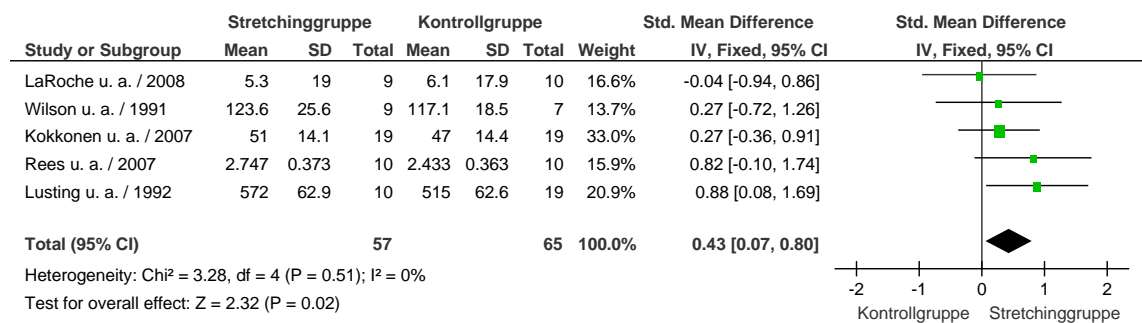 Stretchinggruppe Kontrollgruppe Std. Mean Difference Std. Mean Difference
Study or Subgroup Mean SD Total Mean SD Total Weight IV, Fixed, 95% CI IV, Fixed, 95% CI
LaRoche u. a. / 2008 5.3 19 9 6.1 17.9 10 16.6% -0.04 [-0.94, 0.86]
Wilson u. a. / 1991 123.6 25.6 9 117.1 18.5 7 13.7% 0.27 [-0.72, 1.26]
Kokkonen u. a. / 2007 51 14.1 19 47 14.4 19 33.0% 0.27 [-0.36, 0.91]
Rees u. a. / 2007 2.747 0.373 10 2.433 0.363 10 15.9% 0.82 [-0.10, 1.74]
Lusting u. a. / 1992 572 62.9 10 515 62.6 19 20.9% 0.88 [0.08, 1.69]
Total (95% CI) 57 65 100.0% 0.43 [0.07, 0.80]
Heterogeneity: Chi² = 3.28, df = 4 (P = 0.51); I² = 0%
Test for overall effect: Z = 2.32 (P = 0.02)
-2 -1 0 1 2
Kontrollgruppe Stretchinggruppe